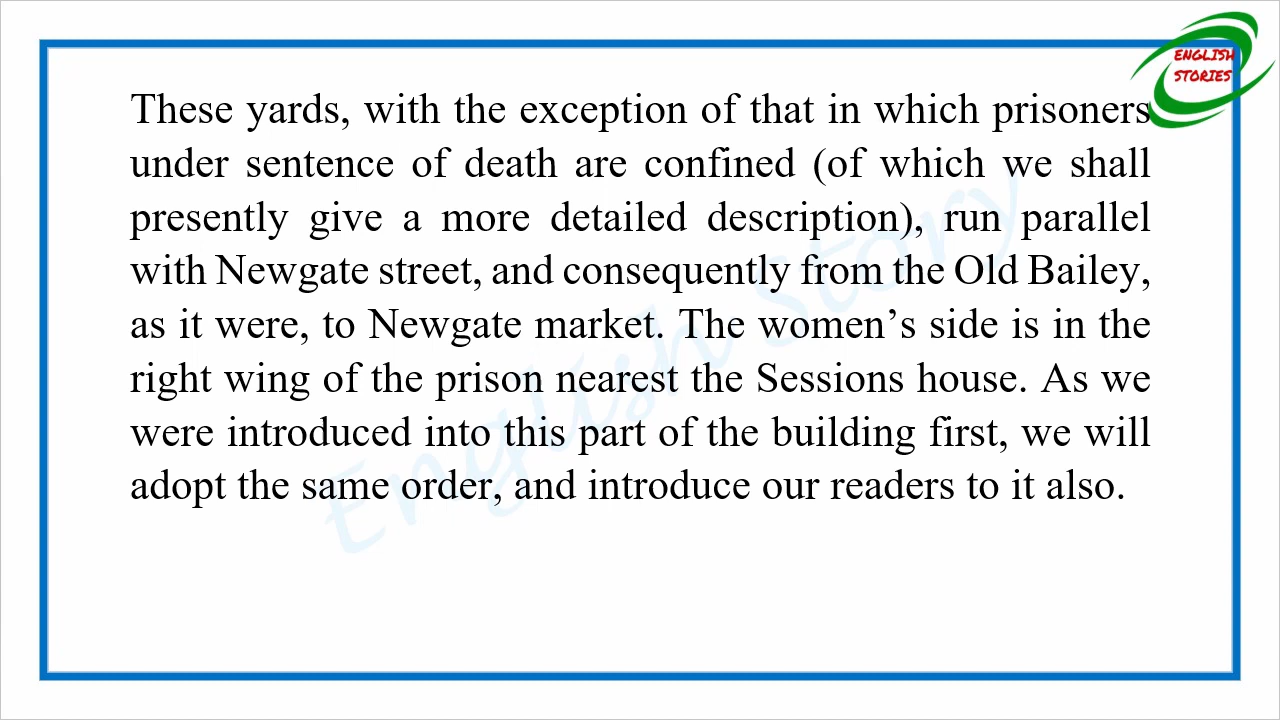 ENGLISH
STORIES
These yards, with the exception of that in which prisoners
under sentence of death are confined (of which we shall
presently give a more detailed description), run parallel
with Newgate street, and consequently from the Old Bailey,
as it were, to Newgate market. The women’s side is in the
right wing of the prison nearest the Sessions house. As we
were introduced into this part of the building first, we will
adopt the same order, and introduce our readers to it also.
English Story